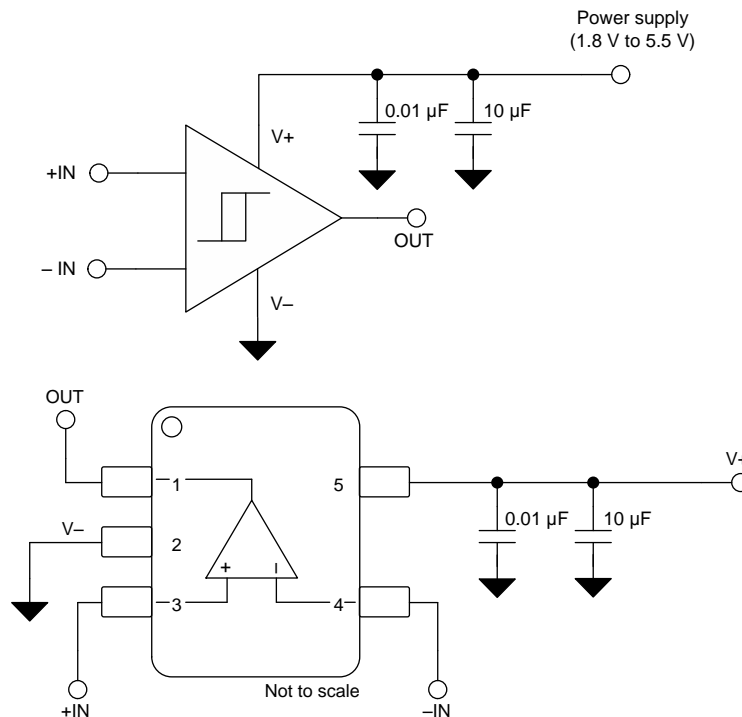 Power supply
(1.8 V to 5.5 V)
0.01 µF
10 µF
V+
+IN
OUT
– IN
V–
OUT
1
5
V–
2
0.01 µF
10 µF
+
–
3
4
Not to scale
+IN
–IN